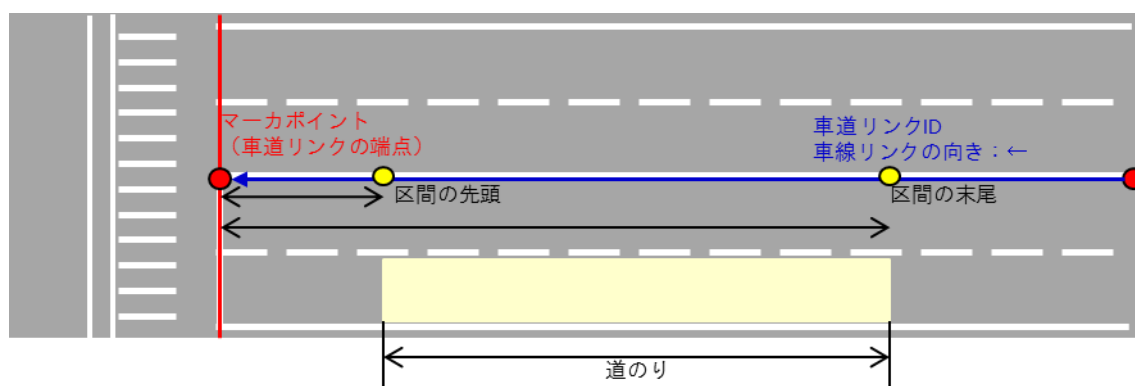 マーカポイント
（車道リンクの端点）
車道リンクID
車線リンクの向き：←
区間の先頭
区間の末尾
道のり